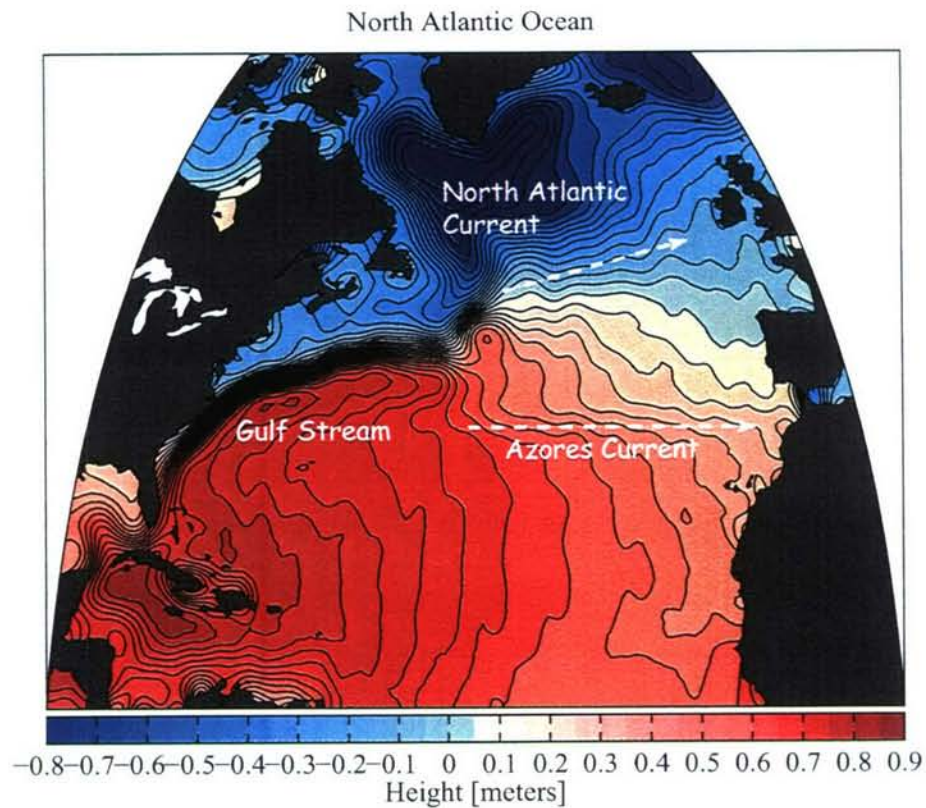 North Atlantic Ocean
North Atlantic
Current
Gulf Stream
Azores Current
−0.8−0.7−0.6−0.5−0.4−0.3−0.2−0.1 0 0.1 0.2 0.3 0.4 0.5 0.6 0.7 0.8 0.9
Height [meters]